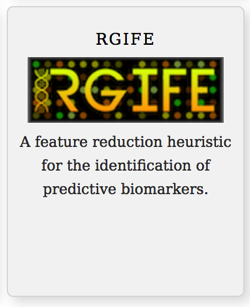 RGIFE
RGIFE
A feature reduction heuristic
for the identification of
predictive biomarkers.